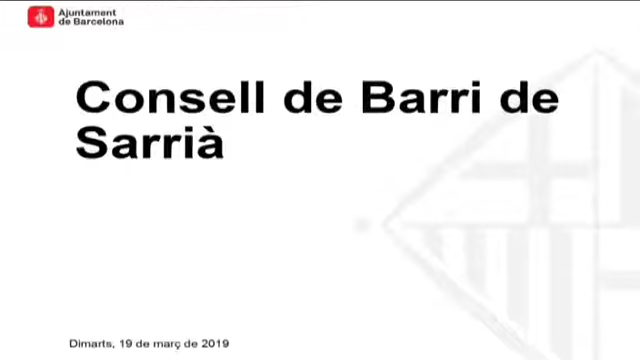 Ajuntament
de Barcelona
Consell de Barri de
Sarrià
Dimarts, 19 de març de 2019